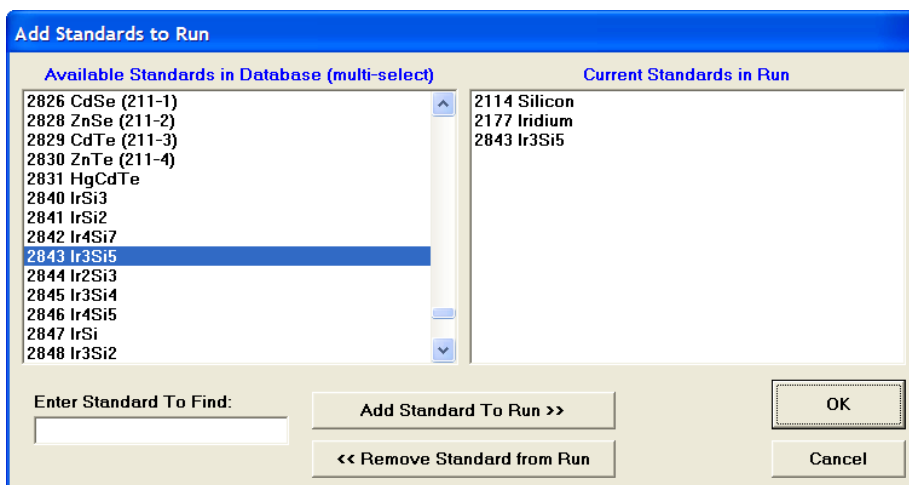 Add Standards to Run
Available Standards in Database (multi-select)
2826 CdSe (211-1)
2828 ZnSe (211-2)
2829 CdTe (211-3)
2830 ZnTe (211-4)
2831 HgCdTe
2840 IrSi3
2841 IrSi2
2842 Ir4Si7
2843 Ir3Si5
2844 Ir2Si3
2845 Ir3Si4
2846 Ir4Si5
2847 IrSi
2848 Ir3Si2
Current Standards in Run
2114 Silicon
2177 Iridium
2843 Ir3Si5
Enter Standard To Find:
Add Standard To Run >>
<< Remove Standard from Run
OK
Cancel